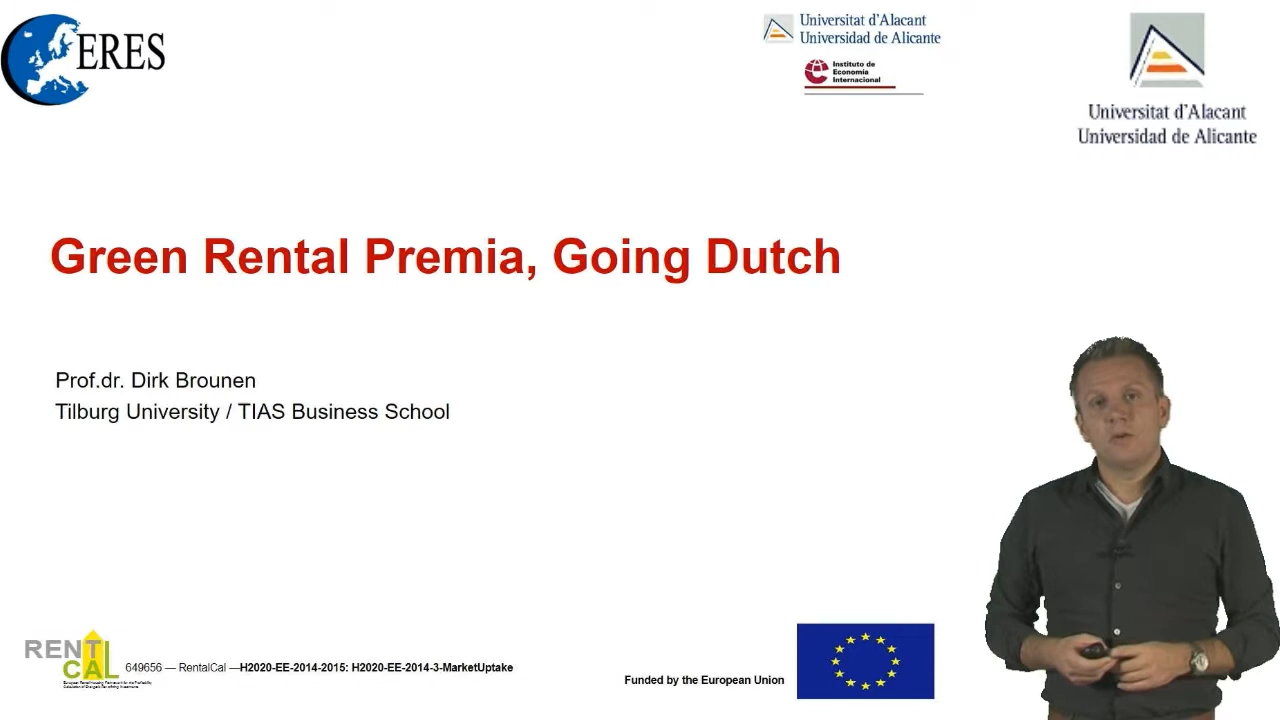 ERES
Universitat d'Alacant
Universidad de Alicante
Instituto de
Economía
Internacional
Universitat d'Alacant
Universidad de Alicante
Green Rental Premia, Going Dutch
Prof.dr. Dirk Brounen
Tilburg University / TIAS Business School
RENT
CAL
649656 — RentalCal —H2020-EE-2014-2015: H2020-EE-2014-3-MarketUptake
Funded by the European Union